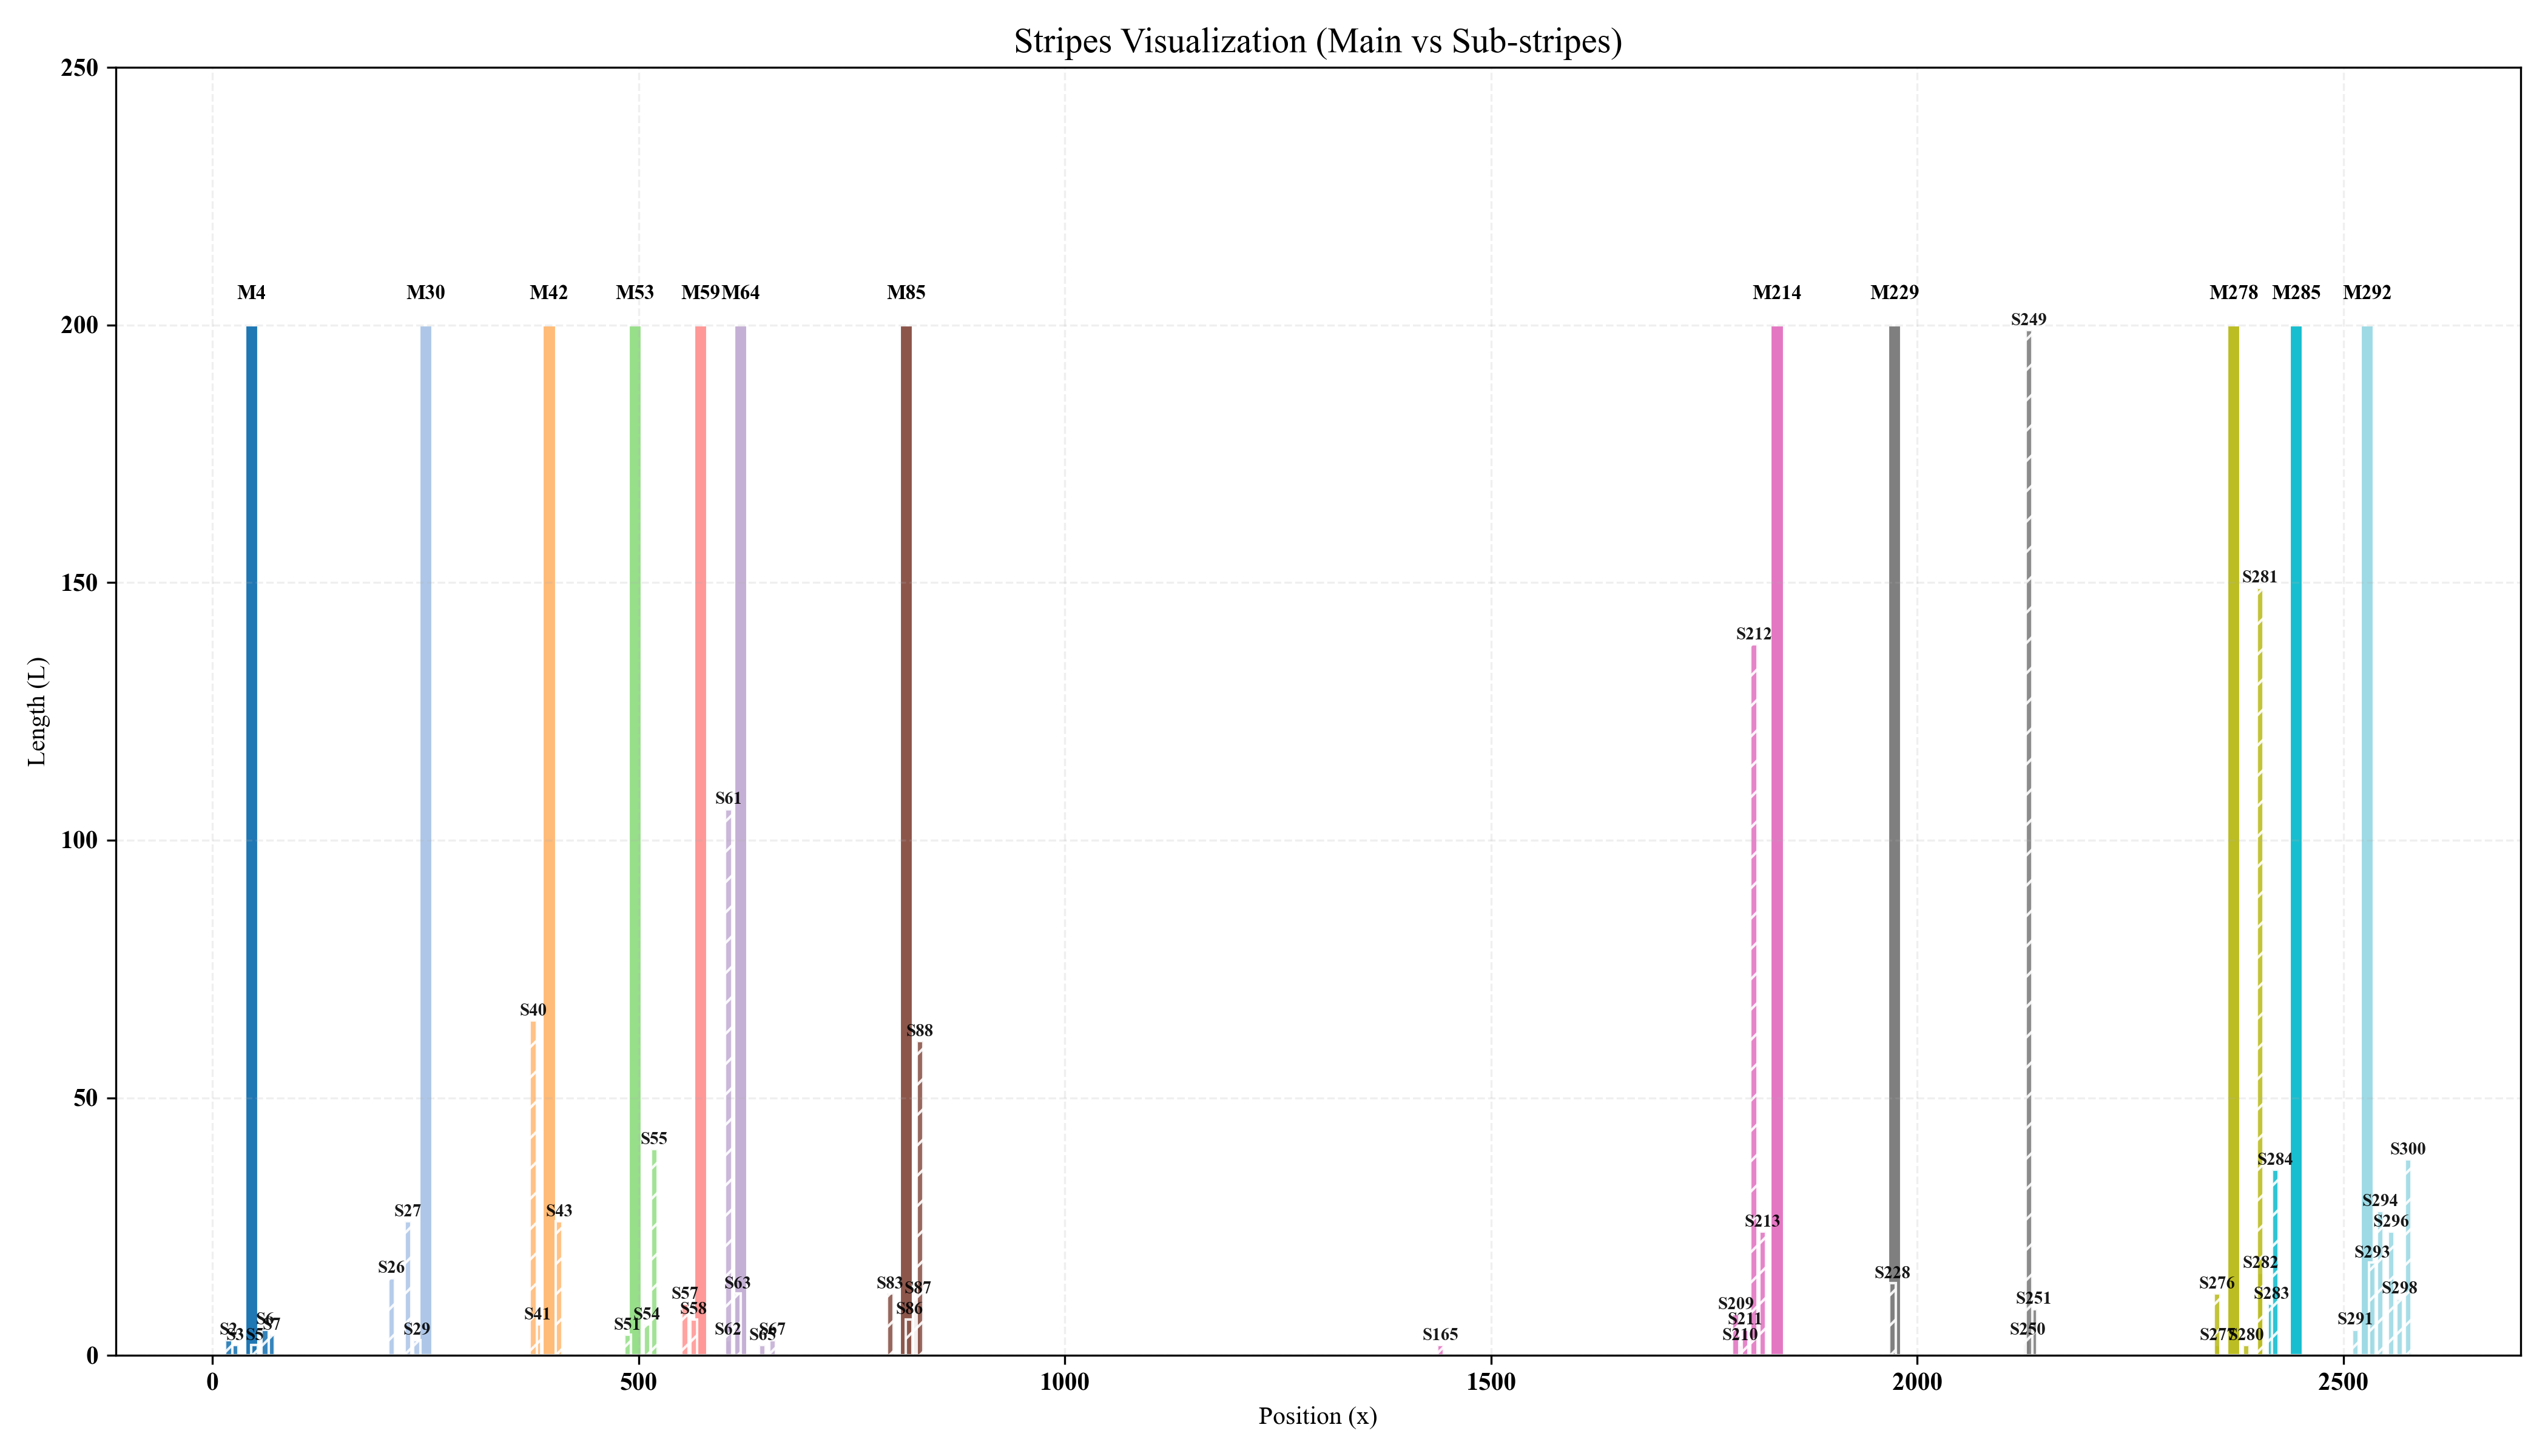 Stripes Visualization (Main vs Sub-stripes)
250
200
150
100
50
0
Length (L)
M4 M30 M42 M53 M59 M64 M85 M214 M229 M278 M285 M292
S249
S281
S212
S61
S40
S88
S55
S300
S284
S294
S27 S43
S213 S296
S293
S282
S26
S228
S63 S83 S276
S87
S57 S283
S298
S251
S209
S58 S86
S41 S54
S6 S211 S291
S51 S7
S2 S29 S62 S67 S250
S3 S5 S65 S165 S210 S277 S280
0 500 1000 1500 2000 2500
Position (x)